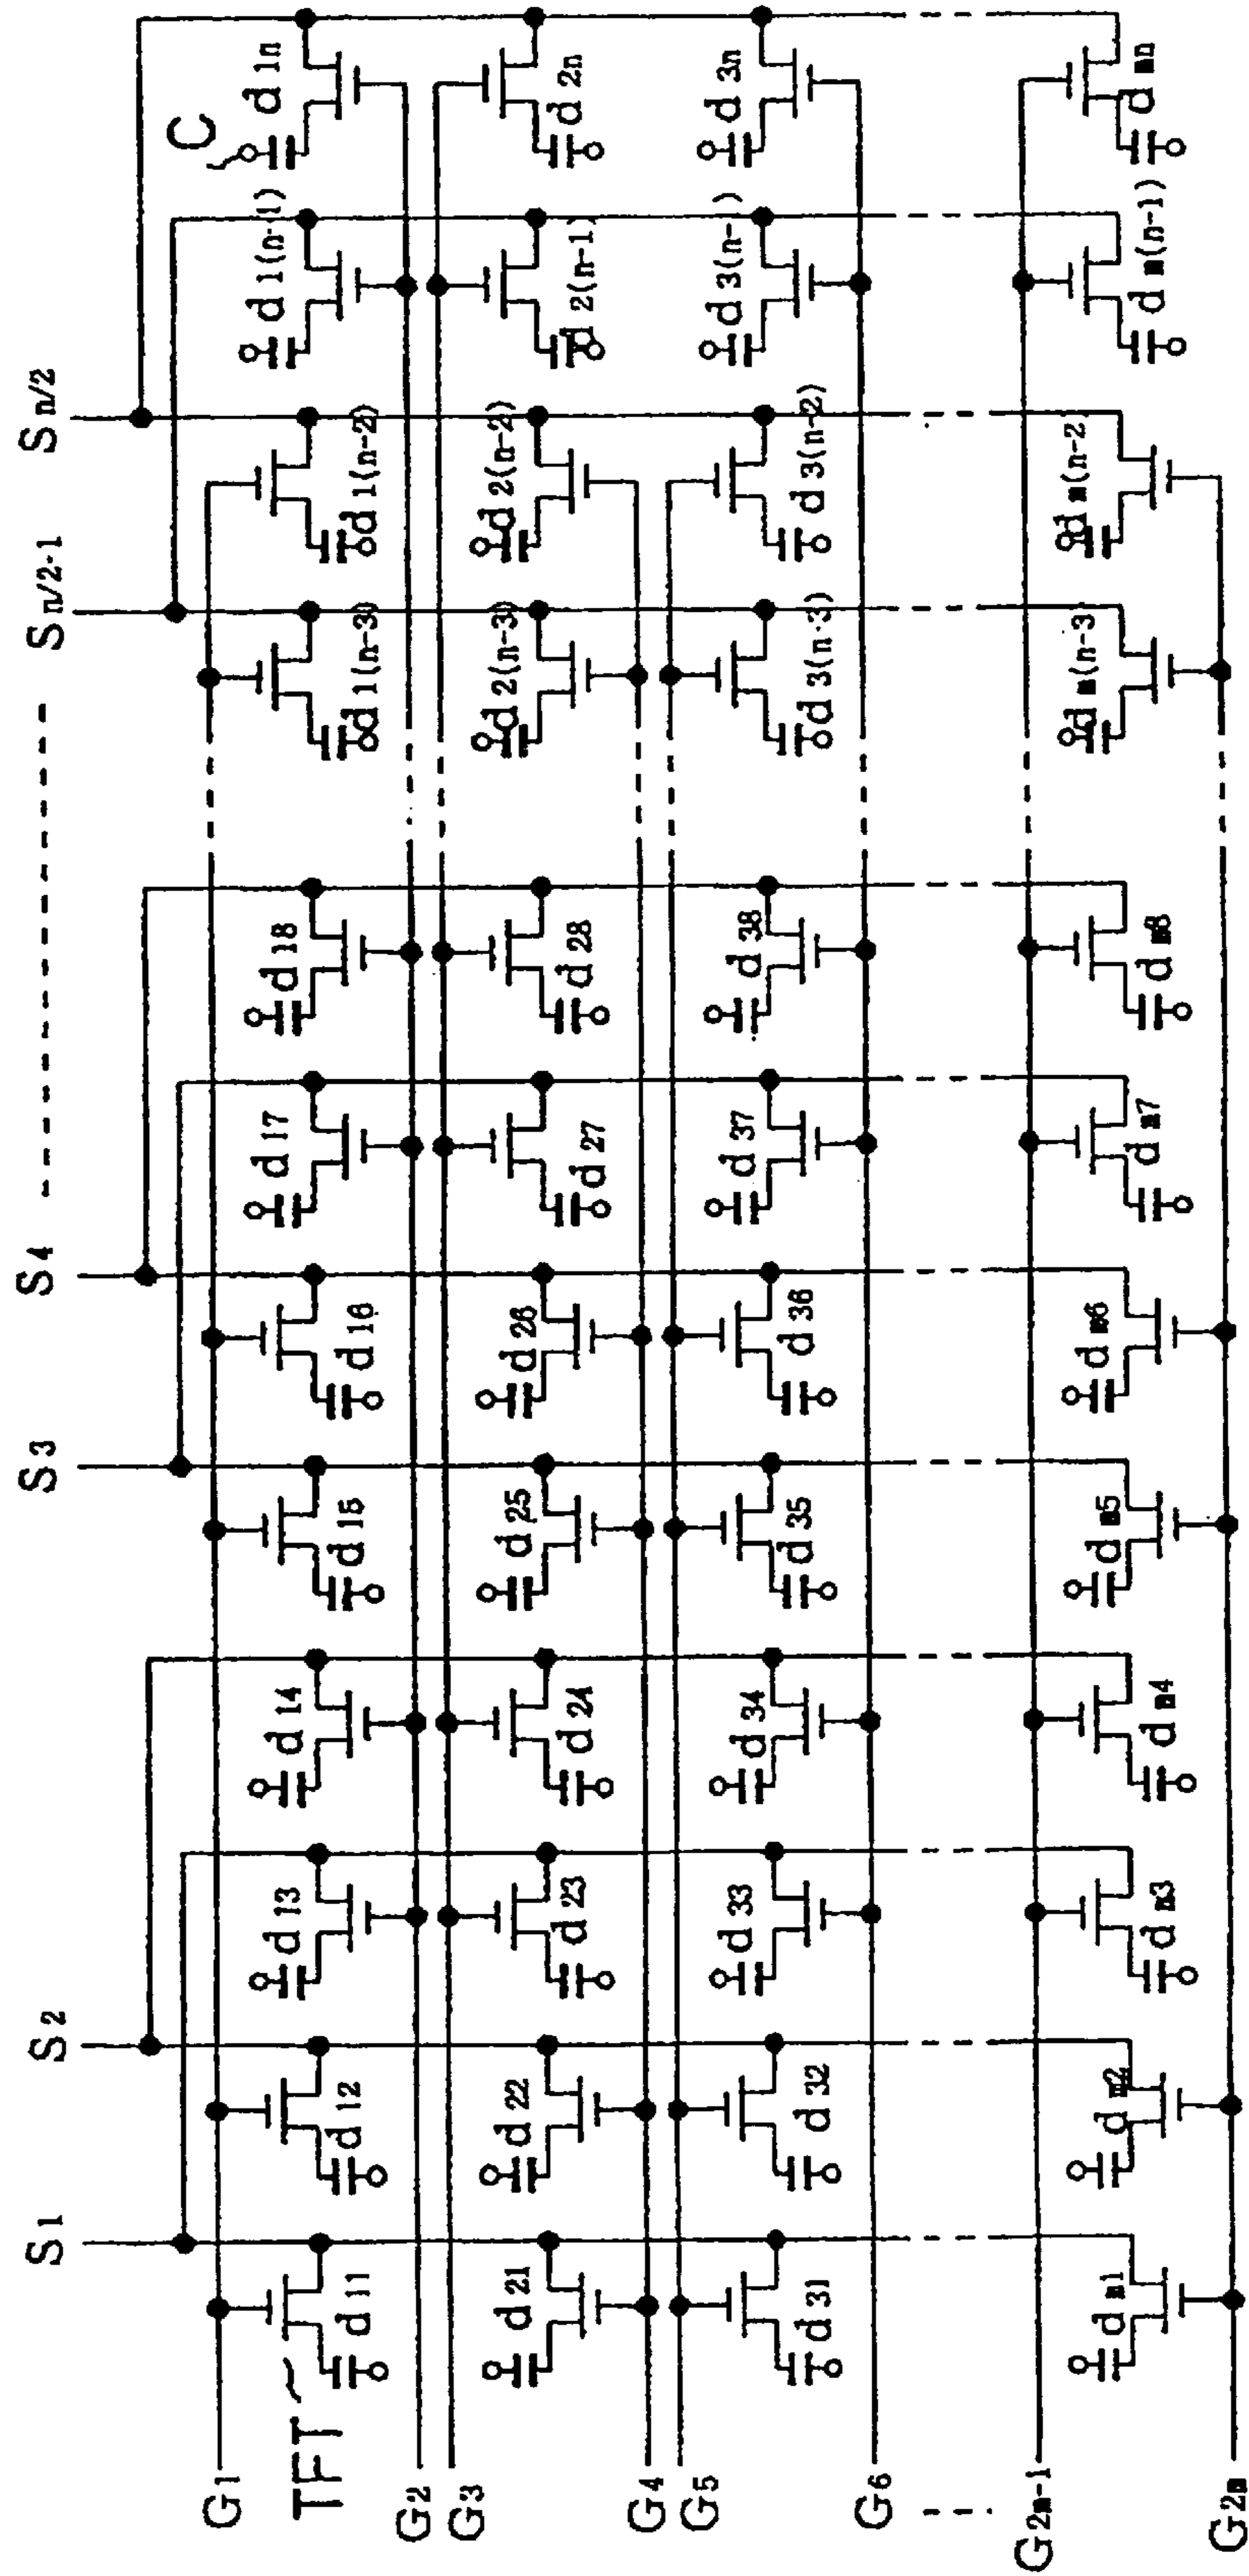 S1 S2 S3 S4 Sn/2-1 Sn/2
C
G1
TFT
d11 d12 d13 d14 d15 d16 d17 d18 d1(n-3) d1(n-2) d1(n-1) d1n
G2
G3
d21 d22 d23 d24 d25 d26 d27 d28 d2(n-3) d2(n-2) d2(n-1) d2n
G4
G5
d31 d32 d33 d34 d35 d36 d37 d38 d3(n-3) d3(n-2) d3(n-) d3n
G6
G2m-1
dm1 dm2 dm3 dm4 dm5 dm6 dm7 dm8 dm(n-3) dm(n-2 dm(n-1) dmn
G2m